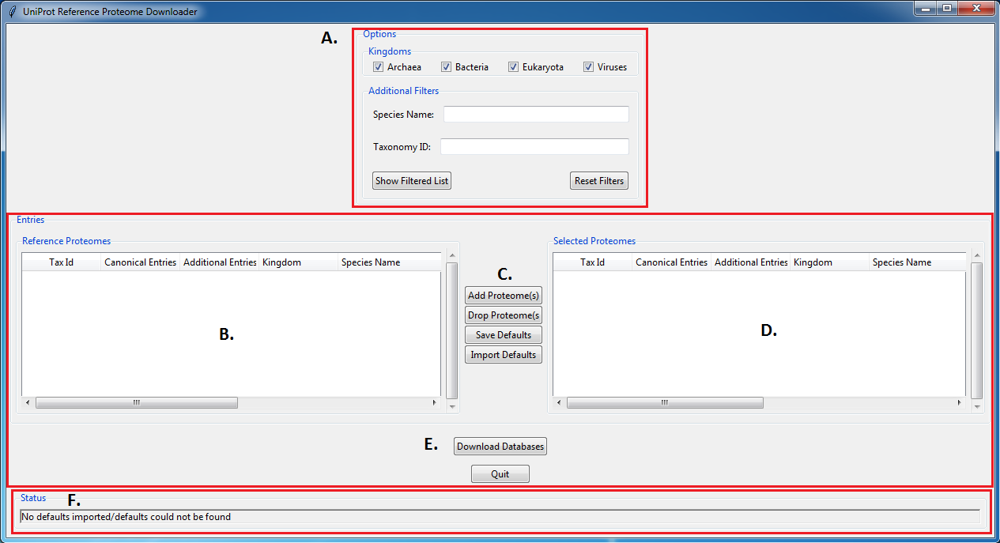 UniProt Reference Proteome Downloader
A.
Options
Kingdoms
Archaea Bacteria Eukaryota Viruses
Additional Filters
Species Name:
Taxonomy ID:
Show Filtered List Reset Filters
Entries
Reference Proteomes
Tax Id Canonical Entries Additional Entries Kingdom Species Name
B.
C.
Add Proteome(s)
Drop Proteome(s
Save Defaults
Import Defaults
Selected Proteomes
Tax Id Canonical Entries Additional Entries Kingdom Species Name
D.
E.
Download Databases
Quit
Status
F.
No defaults imported/defaults could not be found